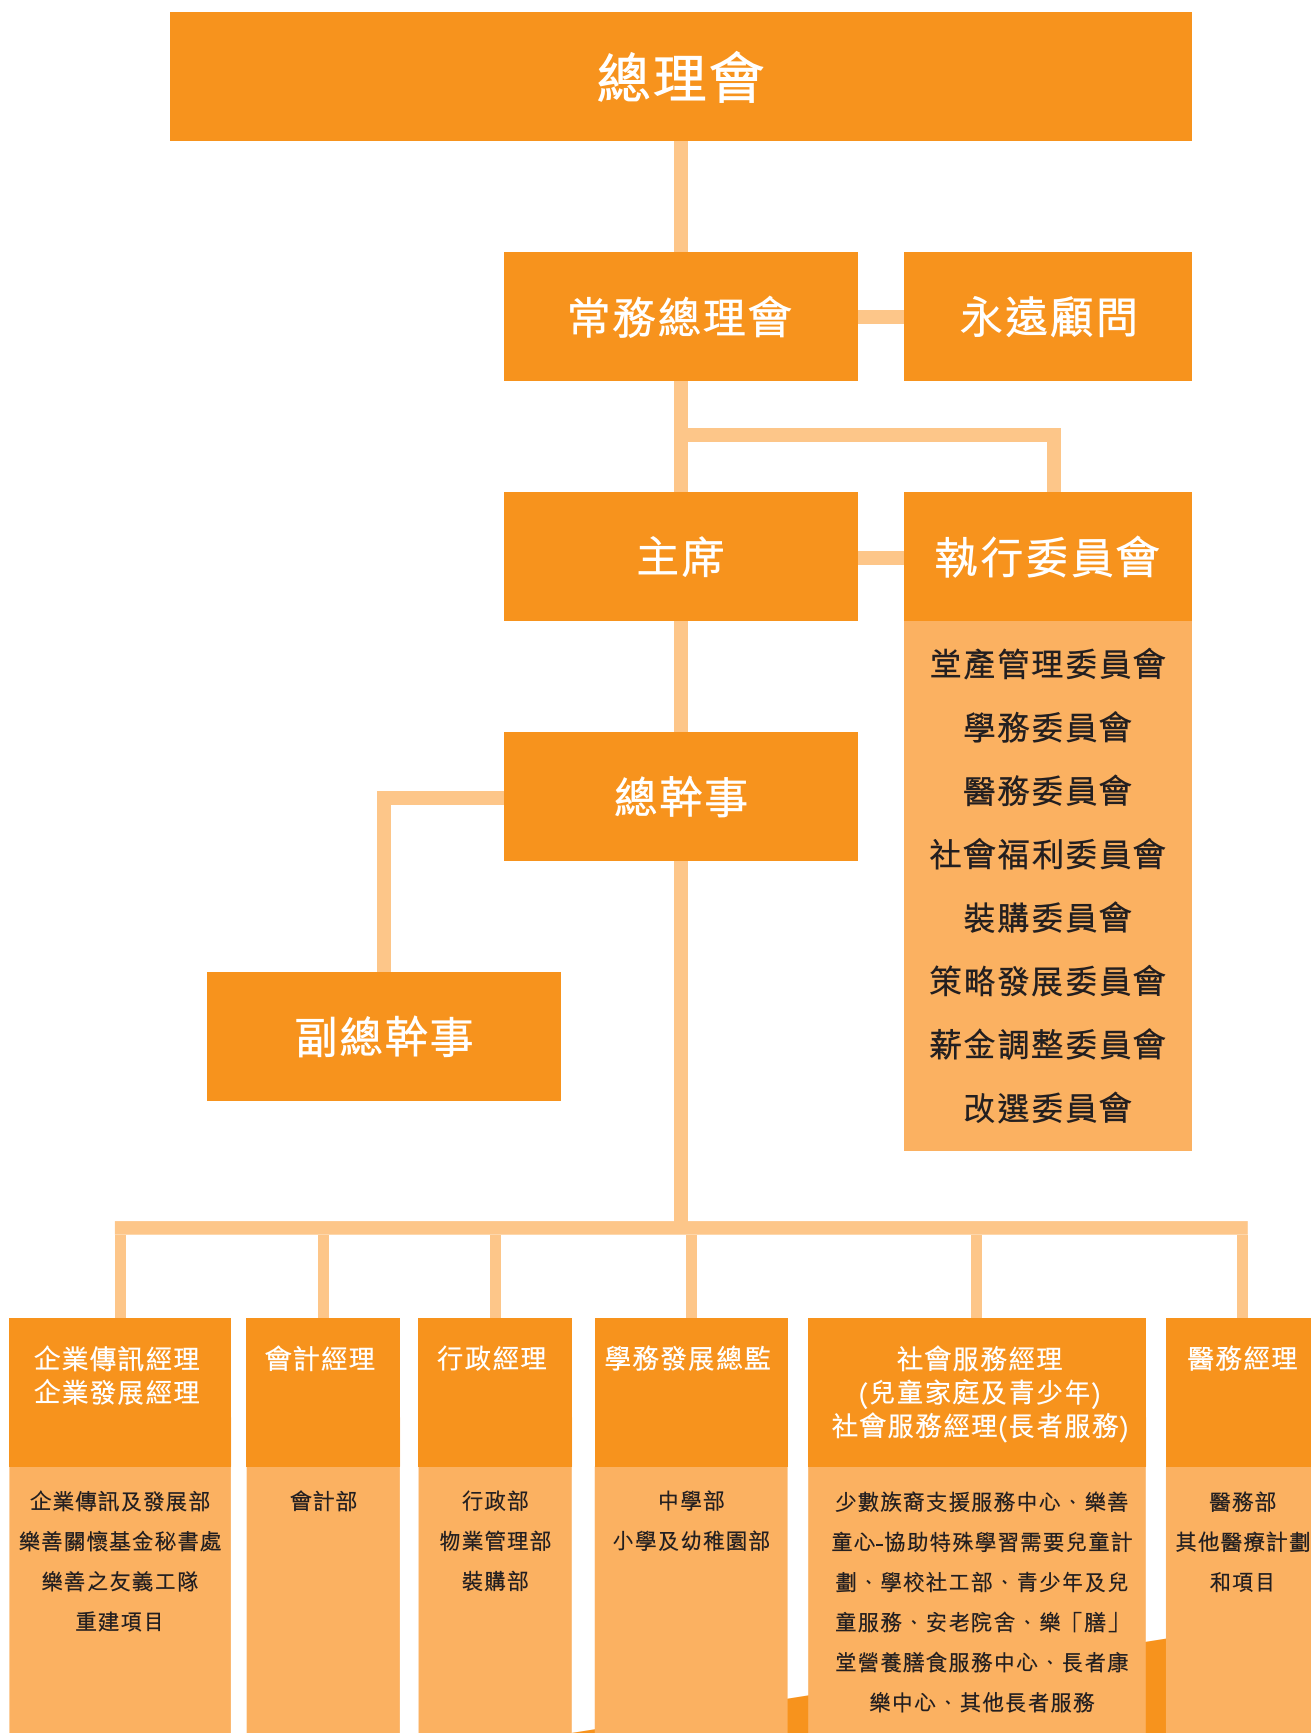 總理會
常務總理會
永遠顧問
主席
執行委員會
堂產管理委員會
學務委員會
醫務委員會
社會福利委員會
裝購委員會
策略發展委員會
薪金調整委員會
改選委員會
總幹事
副總幹事
企業傳訊經理
企業發展經理
企業傳訊及發展部
樂善關懷基金秘書處
樂善之友義工隊
重建項目
會計經理
會計部
行政經理
行政部
物業管理部
裝購部
學務發展總監
中學部
小學及幼稚園部
社會服務經理
(兒童家庭及青少年)
社會服務經理(長者服務)
少數族裔支援服務中心、樂善
童心-協助特殊學習需要兒童計
劃、學校社工部、青少年及兒
童服務、安老院舍、樂「膳」
堂營養膳食服務中心、長者康
樂中心、其他長者服務
醫務經理
醫務部
其他醫療計劃
和項目